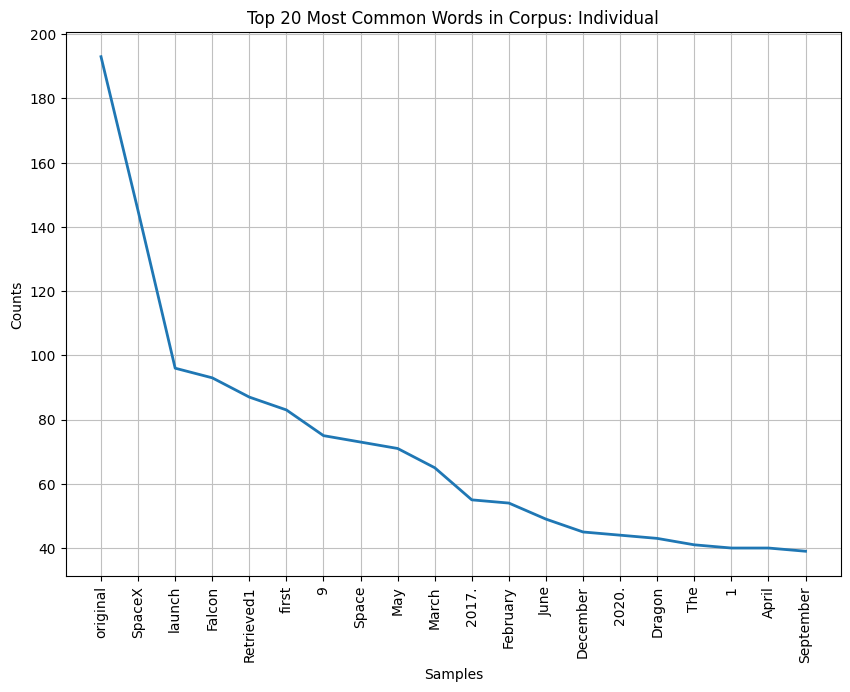 Top 20 Most Common Words in Corpus: Individual
200
180
160
140
120
100
80
60
40
Counts
original
SpaceX
launch
Falcon
Retrieved1
first
9
Space
May
March
2017.
February
June
December
2020.
Dragon
The
1
April
September
Samples